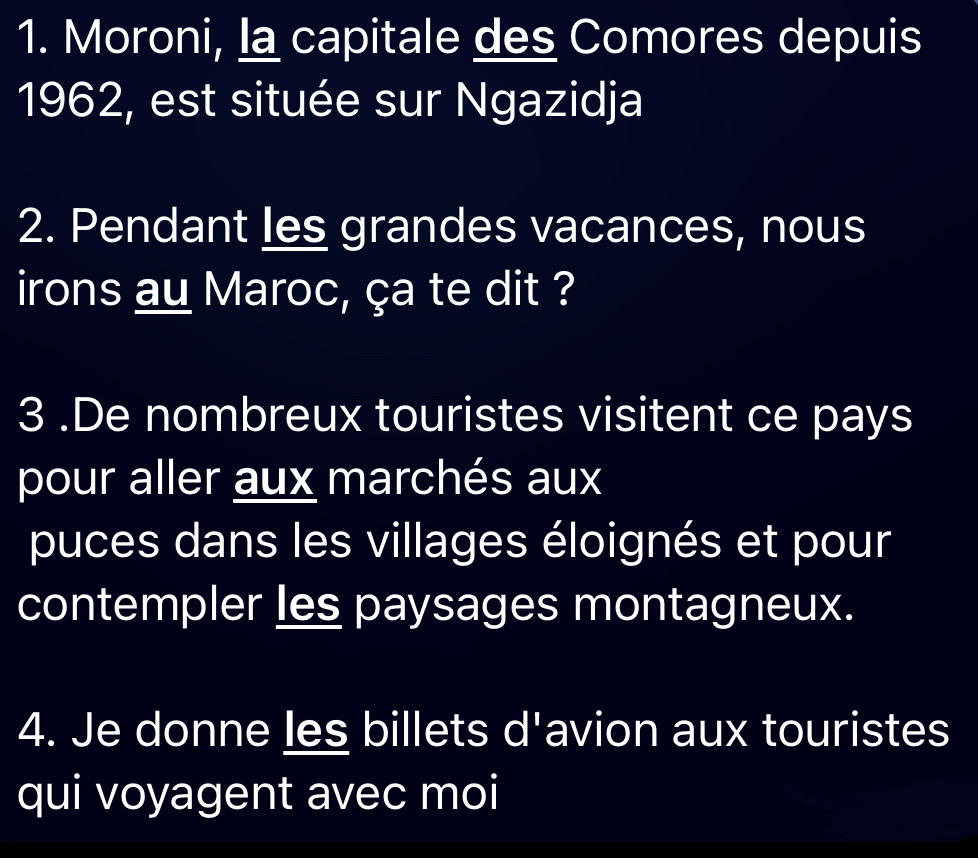 1. Moroni, la capitale des Comores depuis
1962, est située sur Ngazidja
2. Pendant les grandes vacances, nous
irons au Maroc, ça te dit ?
3 .De nombreux touristes visitent ce pays
pour aller aux marchés aux
puces dans les villages éloignés et pour
contempler les paysages montagneux.
4. Je donne les billets d'avion aux touristes
qui voyagent avec moi